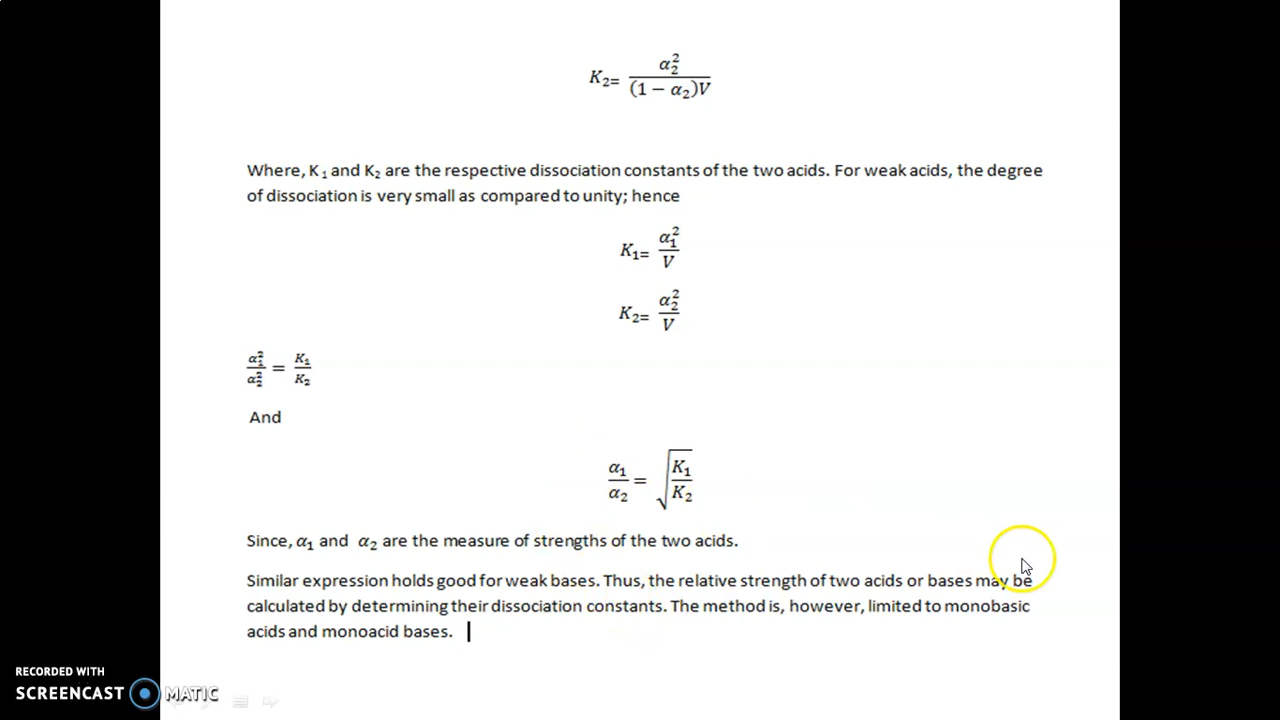 K₂= α₂²/((1 − α₂)V)
Where, K₁ and K₂ are the respective dissociation constants of the two acids. For weak acids, the degree
of dissociation is very small as compared to unity; hence
K₁= α₁²/V
K₂= α₂²/V
α₁²/α₂² = K₁/K₂
And
α₁/α₂ = √(K₁/K₂)
Since, α₁ and α₂ are the measure of strengths of the two acids.
Similar expression holds good for weak bases. Thus, the relative strength of two acids or bases may be
calculated by determining their dissociation constants. The method is, however, limited to monobasic
acids and monoacid bases.
RECORDED WITH
SCREENCAST MATIC